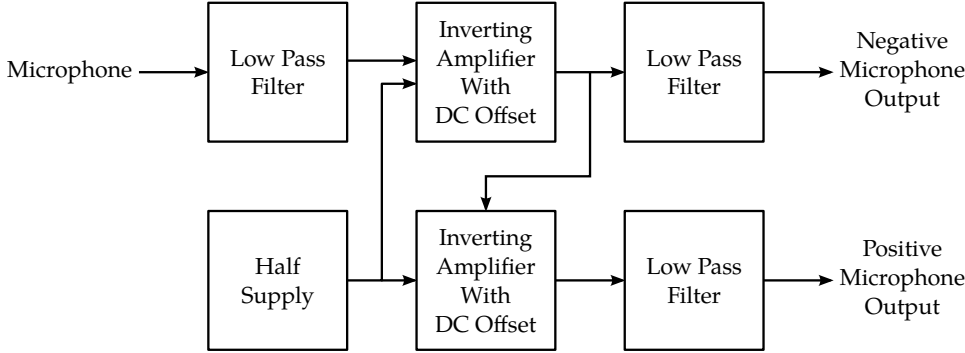 Microphone
Low Pass
Filter
Inverting
Amplifier
With
DC Offset
Low Pass
Filter
Negative
Microphone
Output
Half
Supply
Inverting
Amplifier
With
DC Offset
Low Pass
Filter
Positive
Microphone
Output